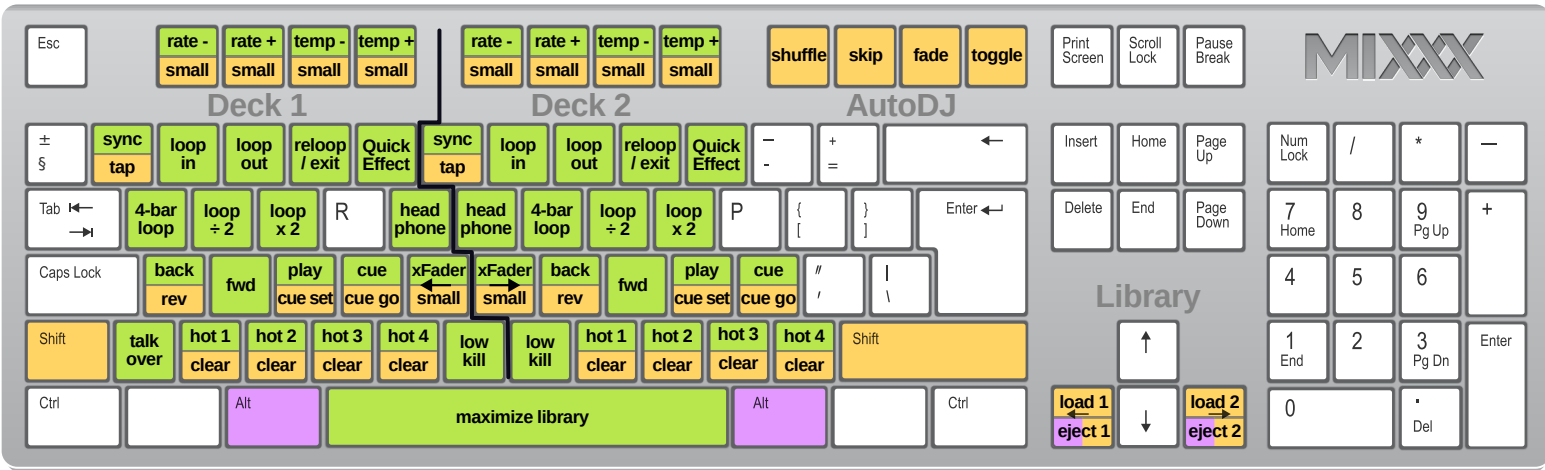 Esc
rate - rate + temp - temp + rate - rate + temp - temp +
small small small small small small small small
shuffle skip fade toggle
Print Screen
Scroll Lock
Pause Break
MIXXX
Deck 1 Deck 2 AutoDJ
±
§
sync
tap
loop in
loop out
reloop / exit
Quick Effect
sync
tap
loop in
loop out
reloop / exit
Quick Effect
—
-
+
=
←
Insert
Home
Page Up
Num Lock
/
*
—
Tab
4-bar loop
loop ÷ 2
loop x 2
R
head phone
head phone
4-bar loop
loop ÷ 2
loop x 2
P
{
[
}
]
Enter
Delete
End
Page Down
7 Home
8
9 Pg Up
+
Caps Lock
back
rev
fwd
play
cue set
cue
cue go
xFader
small
xFader
small
back
rev
fwd
play
cue set
cue
cue go
"
'
|
\
Library
4
5
6
Shift
talk over
hot 1
clear
hot 2
clear
hot 3
clear
hot 4
clear
low kill
low kill
hot 1
clear
hot 2
clear
hot 3
clear
hot 4
clear
Shift
↑
1 End
2
3 Pg Dn
Enter
Ctrl
Alt
maximize library
Alt
Ctrl
load 1
eject 1
↓
load 2
eject 2
0
. Del